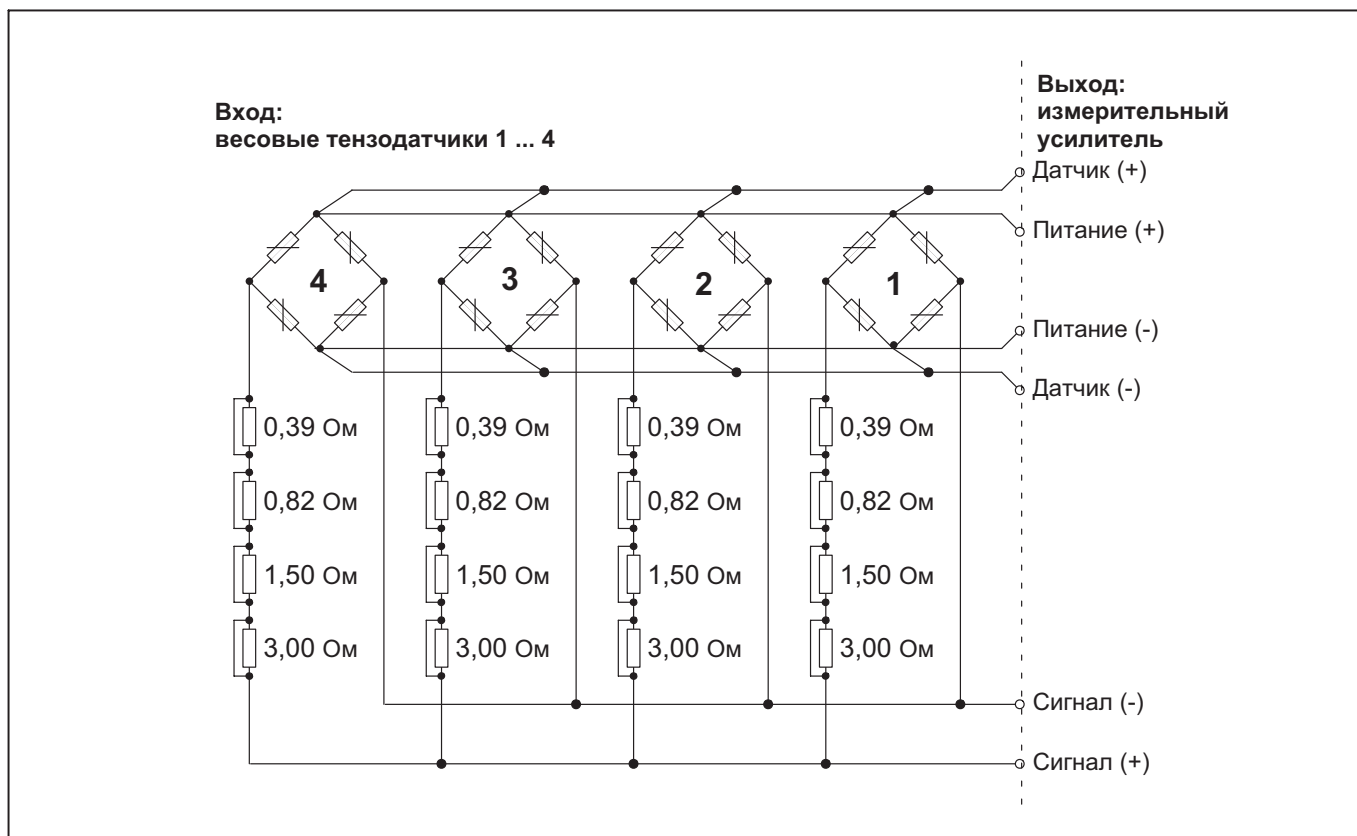 Вход:
весовые тензодатчики 1 ... 4
Выход:
измерительный
усилитель
Датчик (+)
Питание (+)
4
3
2
1
Питание (-)
Датчик (-)
0,39 Ом
0,39 Ом
0,39 Ом
0,39 Ом
0,82 Ом
0,82 Ом
0,82 Ом
0,82 Ом
1,50 Ом
1,50 Ом
1,50 Ом
1,50 Ом
3,00 Ом
3,00 Ом
3,00 Ом
3,00 Ом
Сигнал (-)
Сигнал (+)